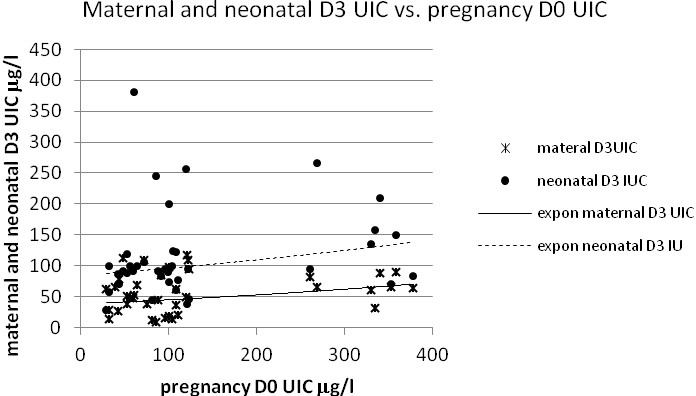 Maternal and neonatal D3 UIC vs. pregnancy D0 UIC
maternal and neonatal D3 UIC µg/l
450
400
350
300
250
200
150
100
50
0
0 100 200 300 400
pregnancy D0 UIC µg/l
materal D3UIC
neonatal D3 IUC
expon maternal D3 UIC
expon neonatal D3 IU